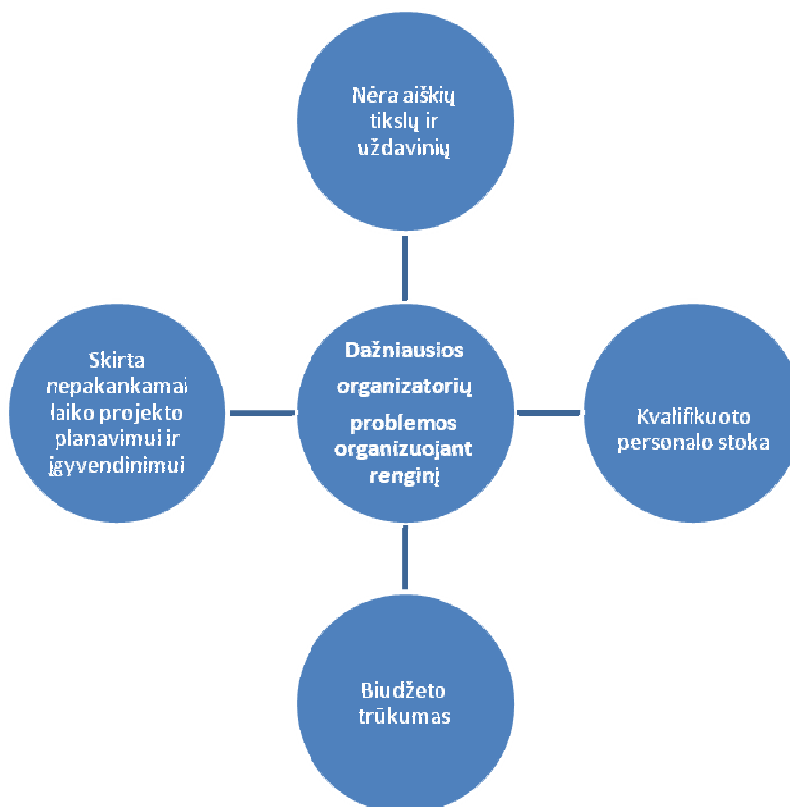 Nėra aiškių
tikslų ir
uždavinių
Skirta
nepakankamai
laiko projekto
planavimui ir
įgyvendinimui
Dažniausios
organizatorių
problemos
organizuojant
renginį
Kvalifikuoto
personalo stoka
Biudžeto
trūkumas